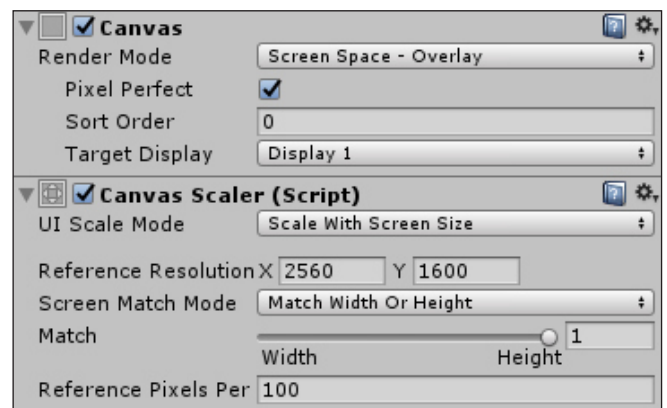 Canvas
Render Mode Screen Space - Overlay
Pixel Perfect
Sort Order 0
Target Display Display 1
Canvas Scaler (Script)
UI Scale Mode Scale With Screen Size
Reference Resolution X 2560 Y 1600
Screen Match Mode Match Width Or Height
Match 1
Width Height
Reference Pixels Per 100